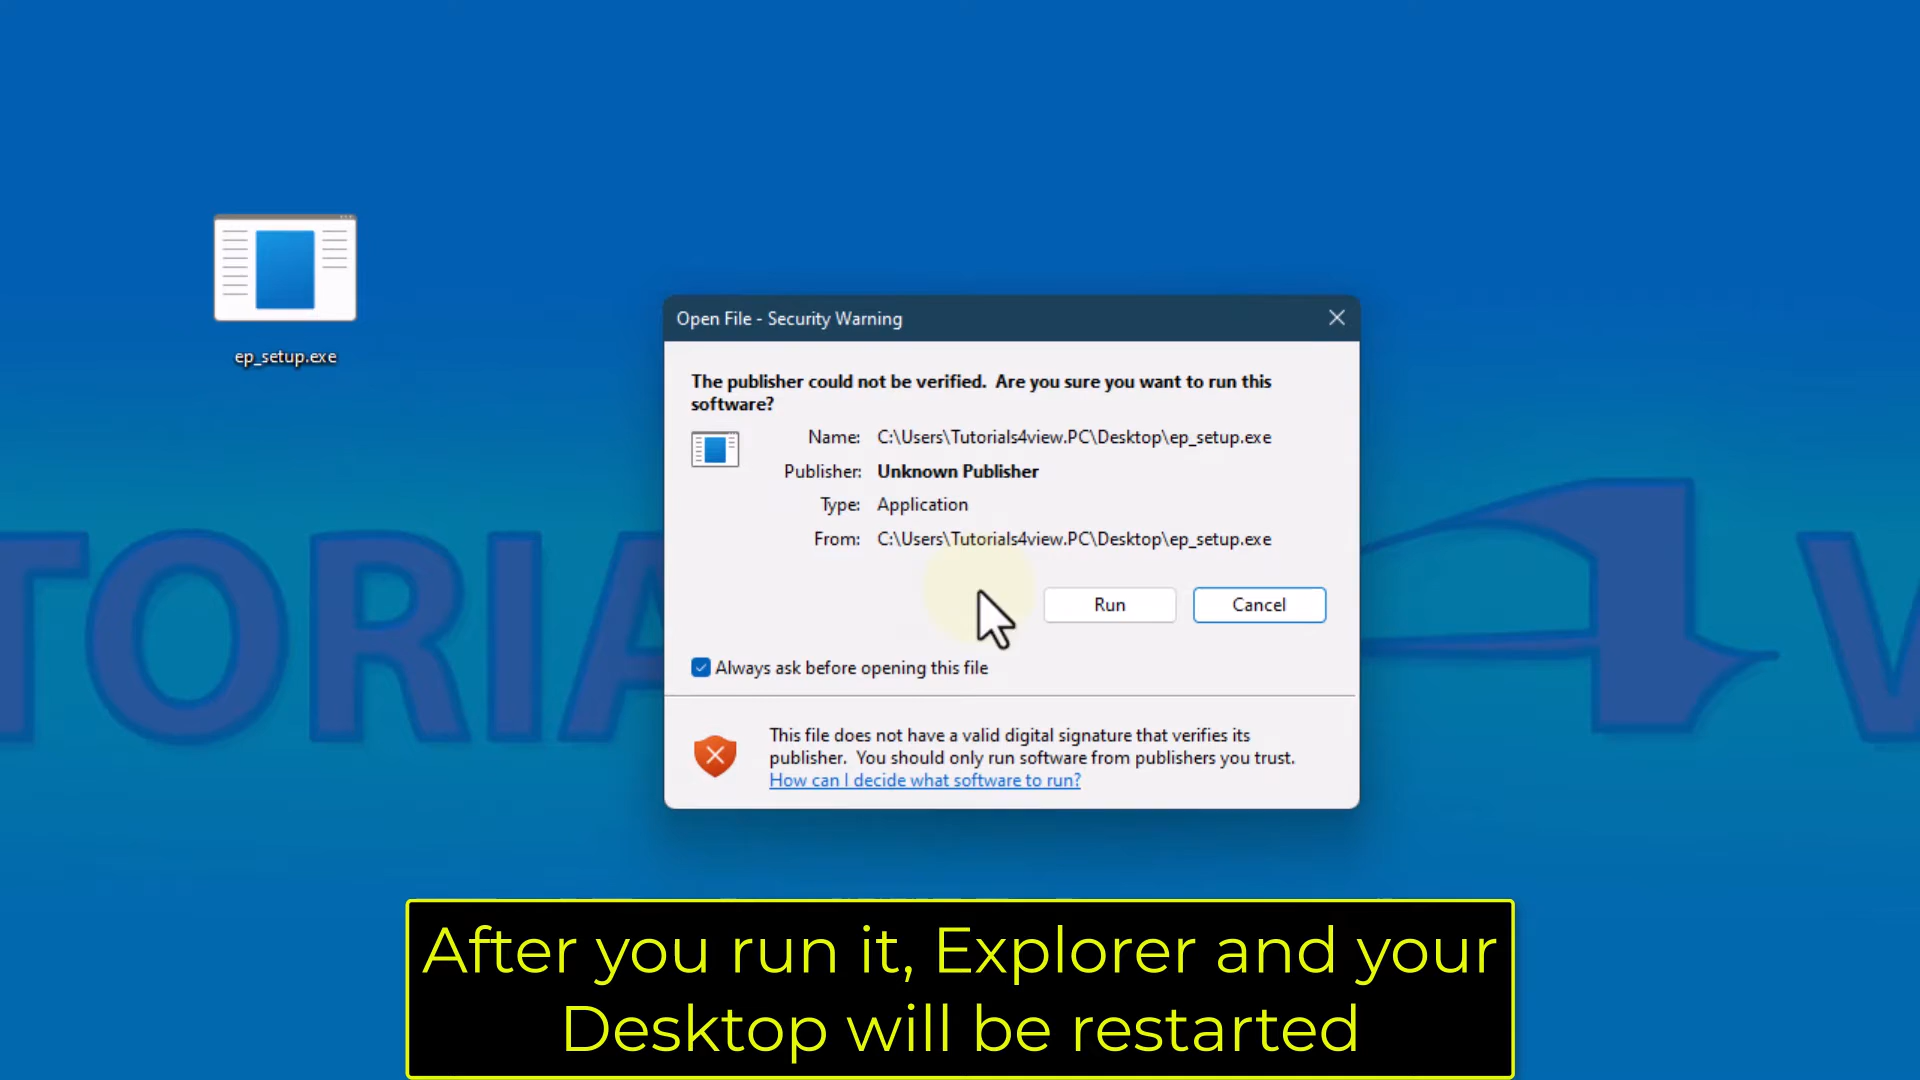 ep_setup.exe
Open File - Security Warning
The publisher could not be verified.  Are you sure you want to run this
software?
Name: C:\Users\Tutorials4view.PC\Desktop\ep_setup.exe
Publisher: Unknown Publisher
Type: Application
From: C:\Users\Tutorials4view.PC\Desktop\ep_setup.exe
Run Cancel
Always ask before opening this file
TORIA 4 V
This file does not have a valid digital signature that verifies its
publisher.  You should only run software from publishers you trust.
How can I decide what software to run?
After you run it, Explorer and your
Desktop will be restarted